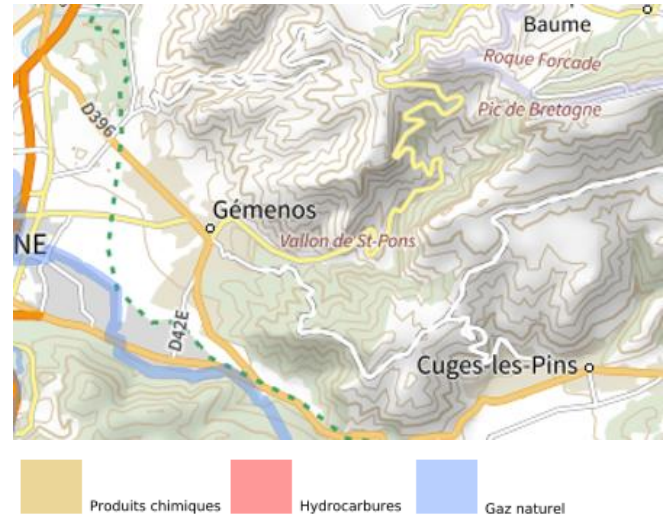 Baume
Roque Forcade
Pic de Bretagne
D396
Gémenos
Vallon de St-Pons
NE
D42E
Cuges-les-Pins
Produits chimiques
Hydrocarbures
Gaz naturel